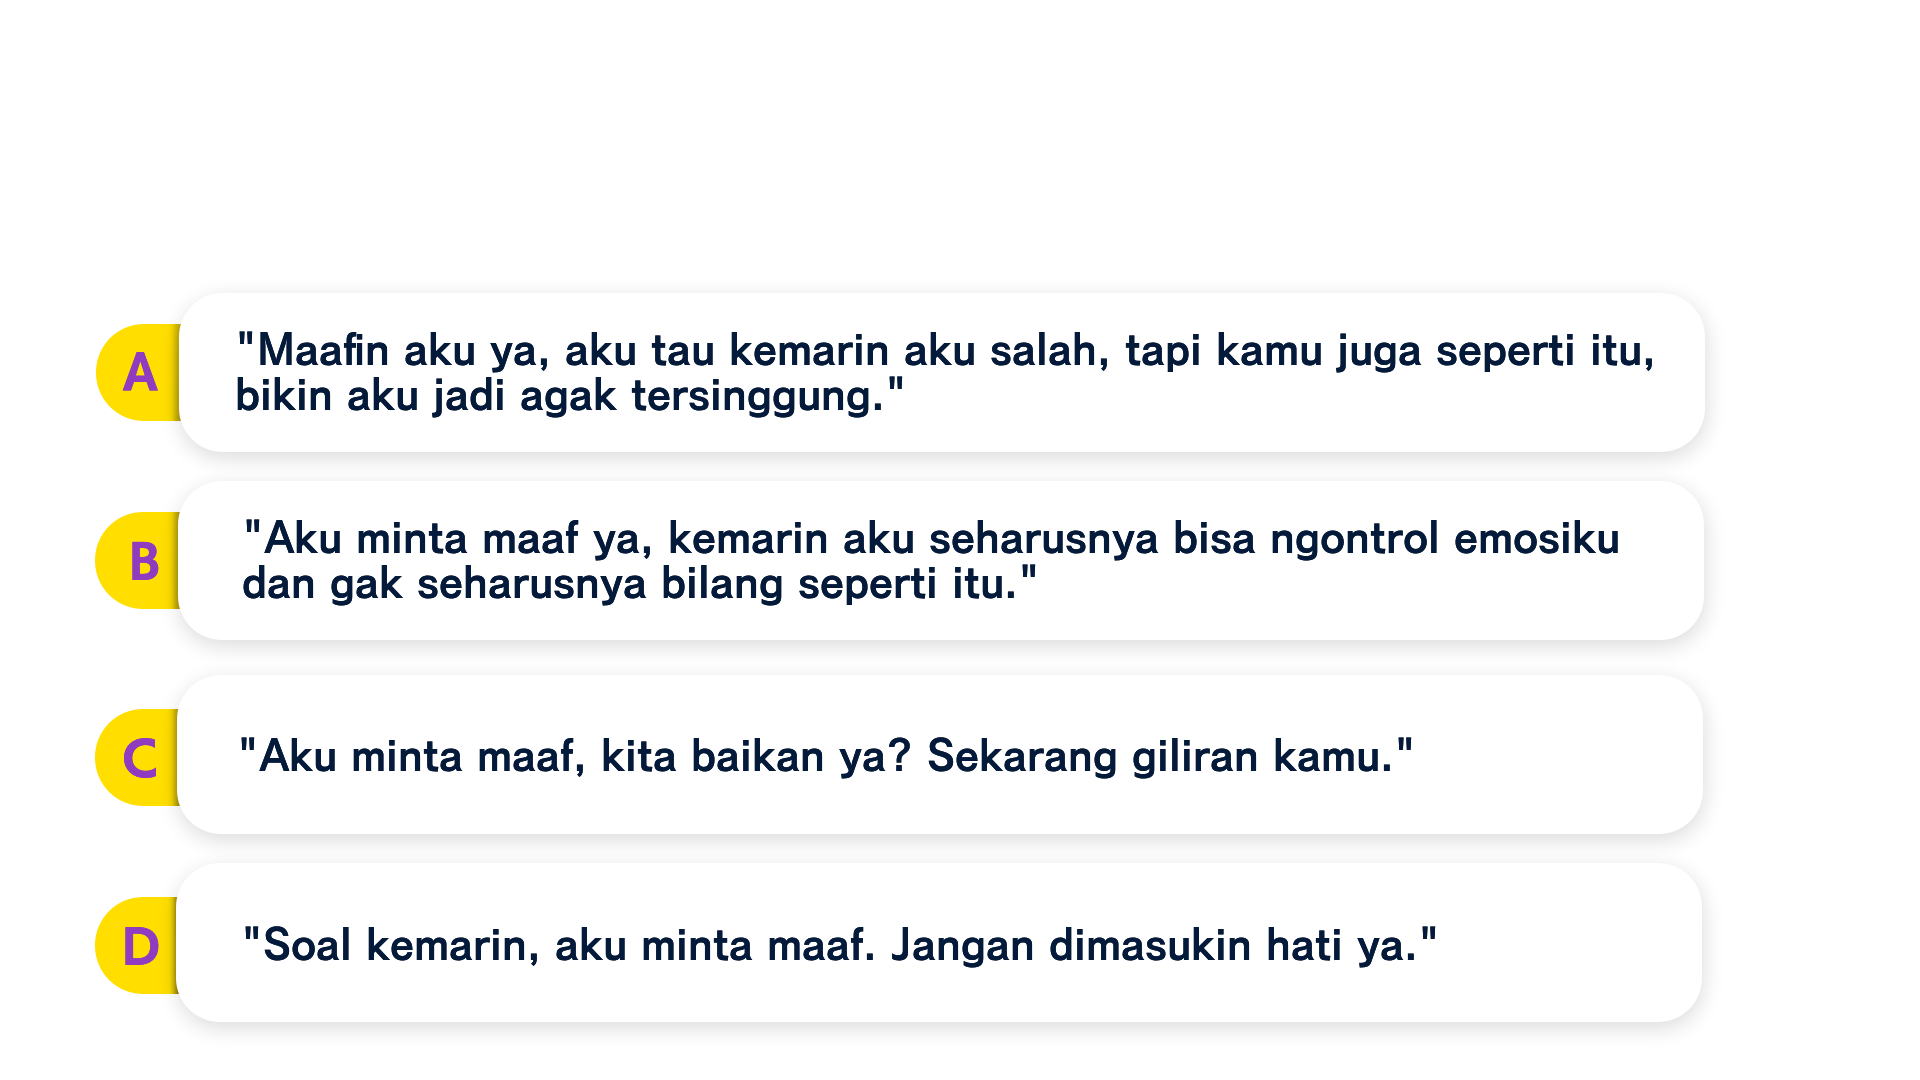 A
"Maafin aku ya, aku tau kemarin aku salah, tapi kamu juga seperti itu,
bikin aku jadi agak tersinggung."
B
"Aku minta maaf ya, kemarin aku seharusnya bisa ngontrol emosiku
dan gak seharusnya bilang seperti itu."
C
"Aku minta maaf, kita baikan ya? Sekarang giliran kamu."
D
"Soal kemarin, aku minta maaf. Jangan dimasukin hati ya."